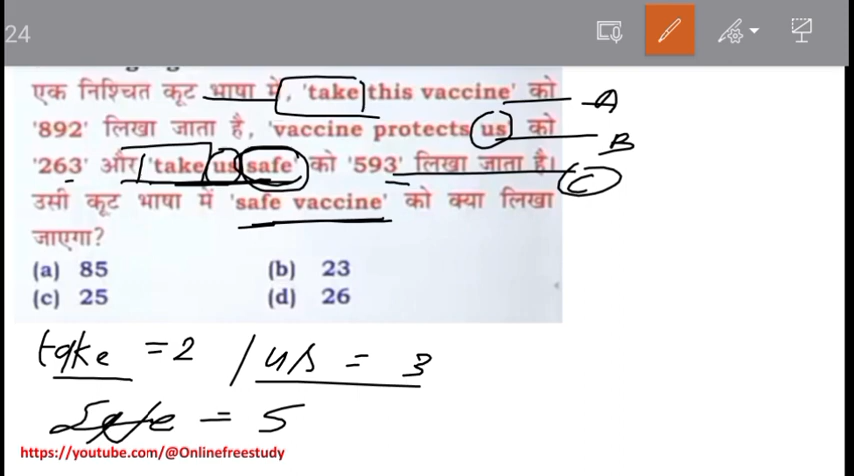 24
एक निश्चित कूट भाषा में, 'take this vaccine' को
A
'892' लिखा जाता है, 'vaccine protects us' को
B
'263' और 'take us safe' को '593' लिखा जाता है।
C
उसी कूट भाषा में 'safe vaccine' को क्या लिखा
जाएगा?
(a) 85 (b) 23
(c) 25 (d) 26
take = 2 / us = 3
Safe = 5
https://youtube.com/@Onlinefreestudy